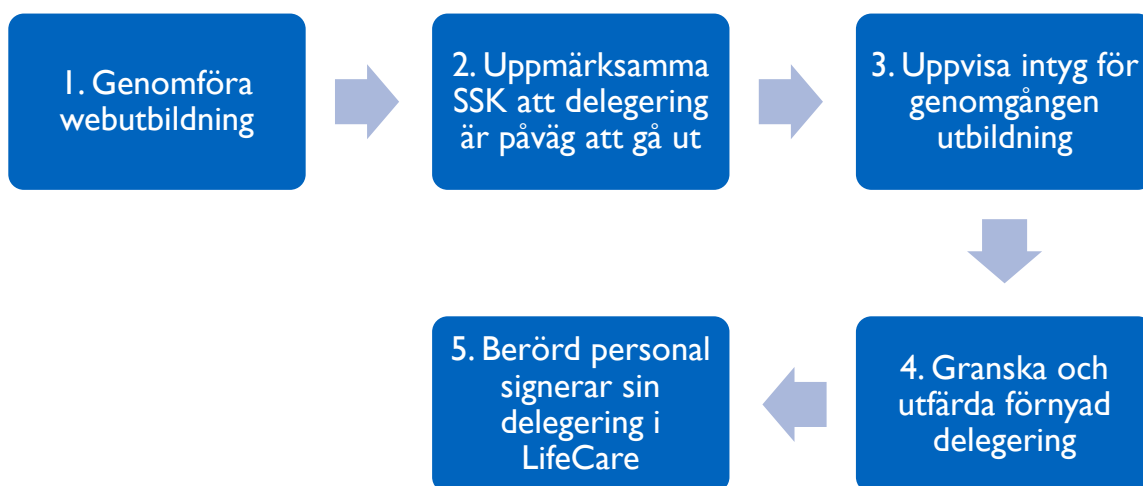 1. Genomföra
webutbildning
2. Uppmärksamma
SSK att delegering
är påväg att gå ut
3. Uppvisa intyg för
genomgången
utbildning
4. Granska och
utfärda förnyad
delegering
5. Berörd personal
signerar sin
delegering i
LifeCare